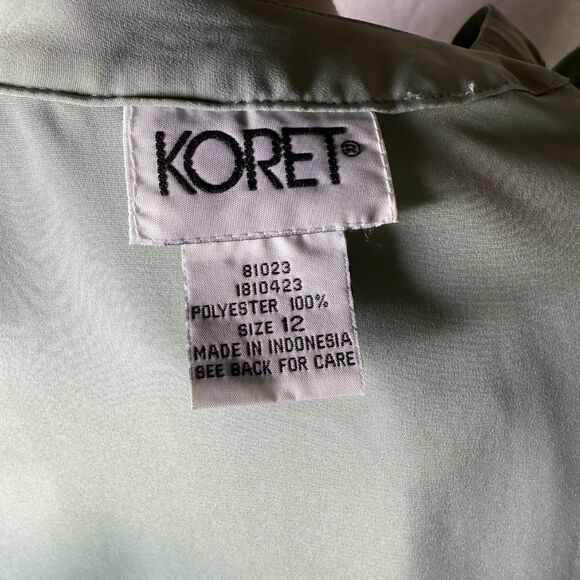 KORET®
81023
1810423
POLYESTER 100%
SIZE 12
MADE IN INDONESIA
SEE BACK FOR CARE